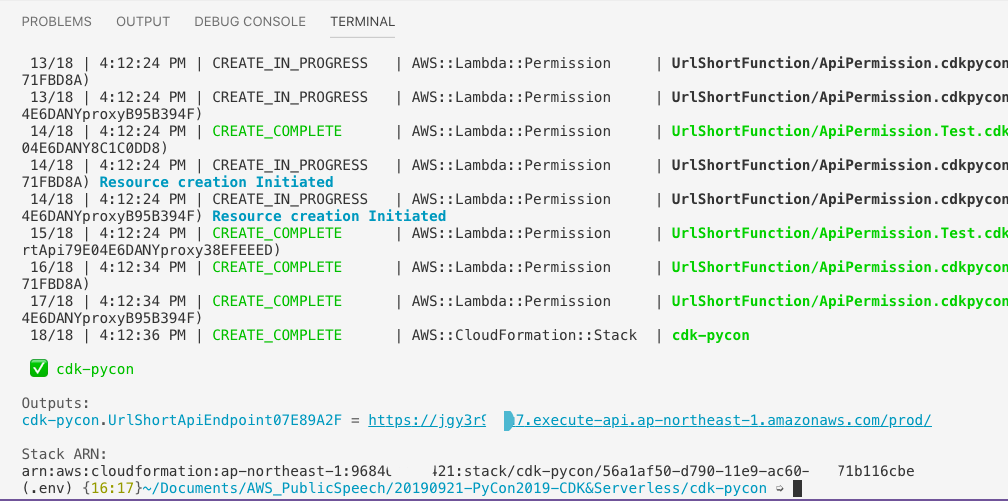 PROBLEMS OUTPUT DEBUG CONSOLE TERMINAL
13/18 | 4:12:24 PM | CREATE_IN_PROGRESS | AWS::Lambda::Permission | UrlShortFunction/ApiPermission.cdkpycon
71FBD8A)
13/18 | 4:12:24 PM | CREATE_IN_PROGRESS | AWS::Lambda::Permission | UrlShortFunction/ApiPermission.cdkpycon
4E6DANYproxyB95B394F)
14/18 | 4:12:24 PM | CREATE_COMPLETE | AWS::Lambda::Permission | UrlShortFunction/ApiPermission.Test.cdk
04E6DANY8C1C0DD8)
14/18 | 4:12:24 PM | CREATE_IN_PROGRESS | AWS::Lambda::Permission | UrlShortFunction/ApiPermission.cdkpycon
71FBD8A) Resource creation Initiated
14/18 | 4:12:24 PM | CREATE_IN_PROGRESS | AWS::Lambda::Permission | UrlShortFunction/ApiPermission.cdkpycon
4E6DANYproxyB95B394F) Resource creation Initiated
15/18 | 4:12:24 PM | CREATE_COMPLETE | AWS::Lambda::Permission | UrlShortFunction/ApiPermission.Test.cdk
rtApi79E04E6DANYproxy38EFEEED)
16/18 | 4:12:34 PM | CREATE_COMPLETE | AWS::Lambda::Permission | UrlShortFunction/ApiPermission.cdkpycon
71FBD8A)
17/18 | 4:12:34 PM | CREATE_COMPLETE | AWS::Lambda::Permission | UrlShortFunction/ApiPermission.cdkpycon
4E6DANYproxyB95B394F)
18/18 | 4:12:36 PM | CREATE_COMPLETE | AWS::CloudFormation::Stack | cdk-pycon
✅ cdk-pycon
Outputs:
cdk-pycon.UrlShortApiEndpoint07E89A2F = https://jgy3r9 7.execute-api.ap-northeast-1.amazonaws.com/prod/
Stack ARN:
arn:aws:cloudformation:ap-northeast-1:9684 421:stack/cdk-pycon/56a1af50-d790-11e9-ac60- 71b116cbe
(.env) {16:17}~/Documents/AWS_PublicSpeech/20190921-PyCon2019-CDK&Serverless/cdk-pycon ➭